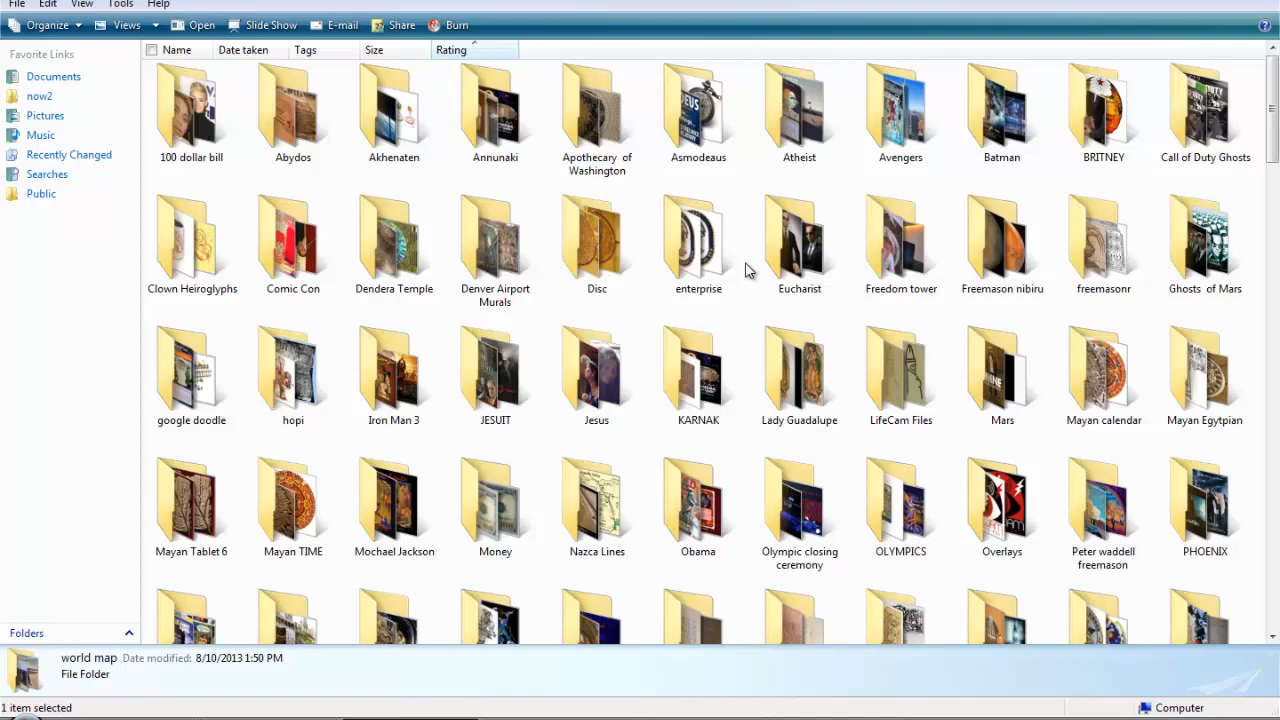 File Edit View Tools Help
Organize Views Open Slide Show E-mail Share Burn
Favorite Links
Documents
now2
Pictures
Music
Recently Changed
Searches
Public
Folders
Name Date taken Tags Size Rating
100 dollar bill
Abydos
Akhenaten
Annunaki
Apothecary of
Washington
Asmodeaus
Atheist
Avengers
Batman
BRITNEY
Call of Duty Ghosts
Clown Heiroglyphs
Comic Con
Dendera Temple
Denver Airport
Murals
Disc
enterprise
Eucharist
Freedom tower
Freemason nibiru
freemasonr
Ghosts of Mars
google doodle
hopi
Iron Man 3
JESUIT
Jesus
KARNAK
Lady Guadalupe
LifeCam Files
Mars
Mayan calendar
Mayan Egytpian
Mayan Tablet 6
Mayan TIME
Mochael Jackson
Money
Nazca Lines
Obama
Olympic closing
ceremony
OLYMPICS
Overlays
Peter waddell
freemason
PHOENIX
world map Date modified: 8/10/2013 1:50 PM
File Folder
1 item selected
Computer